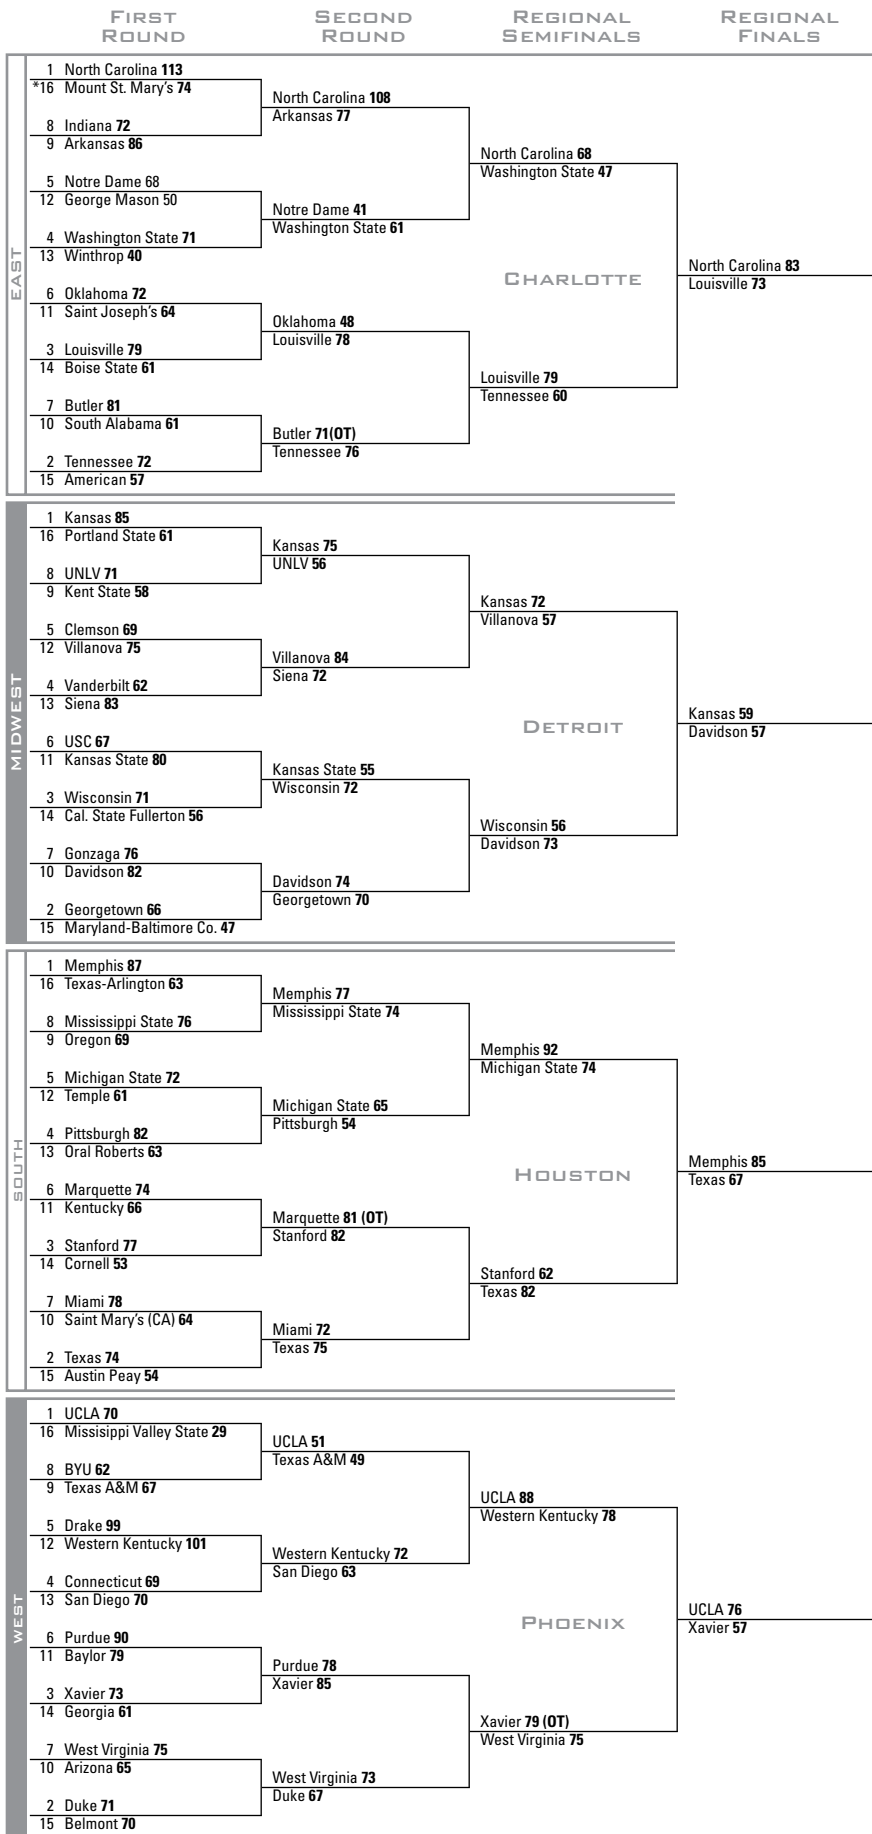 FIRST
ROUND
SECOND
ROUND
REGIONAL
SEMIFINALS
REGIONAL
FINALS
EAST
1 North Carolina 113
*16 Mount St. Mary's 74
8 Indiana 72
9 Arkansas 86
5 Notre Dame 68
12 George Mason 50
4 Washington State 71
13 Winthrop 40
6 Oklahoma 72
11 Saint Joseph's 64
3 Louisville 79
14 Boise State 61
7 Butler 81
10 South Alabama 61
2 Tennessee 72
15 American 57
North Carolina 108
Arkansas 77
Notre Dame 41
Washington State 61
Oklahoma 48
Louisville 78
Butler 71(OT)
Tennessee 76
North Carolina 68
Washington State 47
CHARLOTTE
Louisville 79
Tennessee 60
North Carolina 83
Louisville 73
MIDWEST
1 Kansas 85
16 Portland State 61
8 UNLV 71
9 Kent State 58
5 Clemson 69
12 Villanova 75
4 Vanderbilt 62
13 Siena 83
6 USC 67
11 Kansas State 80
3 Wisconsin 71
14 Cal. State Fullerton 56
7 Gonzaga 76
10 Davidson 82
2 Georgetown 66
15 Maryland-Baltimore Co. 47
Kansas 75
UNLV 56
Villanova 84
Siena 72
Kansas State 55
Wisconsin 72
Davidson 74
Georgetown 70
Kansas 72
Villanova 57
DETROIT
Wisconsin 56
Davidson 73
Kansas 59
Davidson 57
SOUTH
1 Memphis 87
16 Texas-Arlington 63
8 Mississippi State 76
9 Oregon 69
5 Michigan State 72
12 Temple 61
4 Pittsburgh 82
13 Oral Roberts 63
6 Marquette 74
11 Kentucky 66
3 Stanford 77
14 Cornell 53
7 Miami 78
10 Saint Mary's (CA) 64
2 Texas 74
15 Austin Peay 54
Memphis 77
Mississippi State 74
Michigan State 65
Pittsburgh 54
Marquette 81 (OT)
Stanford 82
Miami 72
Texas 75
Memphis 92
Michigan State 74
HOUSTON
Stanford 62
Texas 82
Memphis 85
Texas 67
WEST
1 UCLA 70
16 Missisippi Valley State 29
8 BYU 62
9 Texas A&M 67
5 Drake 99
12 Western Kentucky 101
4 Connecticut 69
13 San Diego 70
6 Purdue 90
11 Baylor 79
3 Xavier 73
14 Georgia 61
7 West Virginia 75
10 Arizona 65
2 Duke 71
15 Belmont 70
UCLA 51
Texas A&M 49
Western Kentucky 72
San Diego 63
Purdue 78
Xavier 85
West Virginia 73
Duke 67
UCLA 88
Western Kentucky 78
PHOENIX
Xavier 79 (OT)
West Virginia 75
UCLA 76
Xavier 57